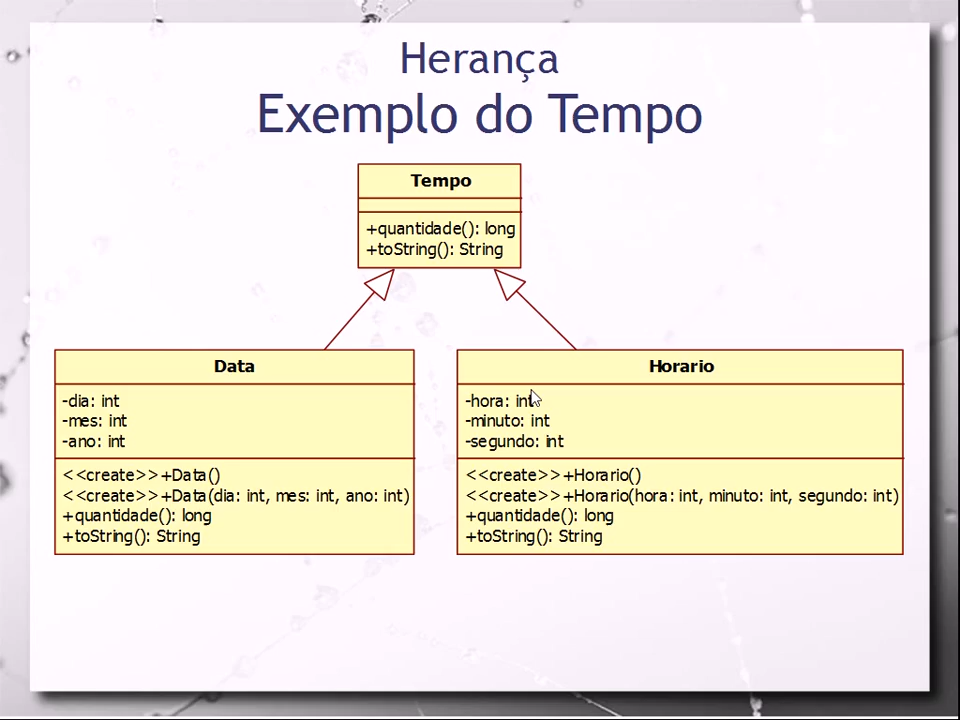 Herança
Exemplo do Tempo
Tempo
+quantidade(): long
+toString(): String
Data
-dia: int
-mes: int
-ano: int
<<create>>+Data()
<<create>>+Data(dia: int, mes: int, ano: int)
+quantidade(): long
+toString(): String
Horario
-hora: int
-minuto: int
-segundo: int
<<create>>+Horario()
<<create>>+Horario(hora: int, minuto: int, segundo: int)
+quantidade(): long
+toString(): String